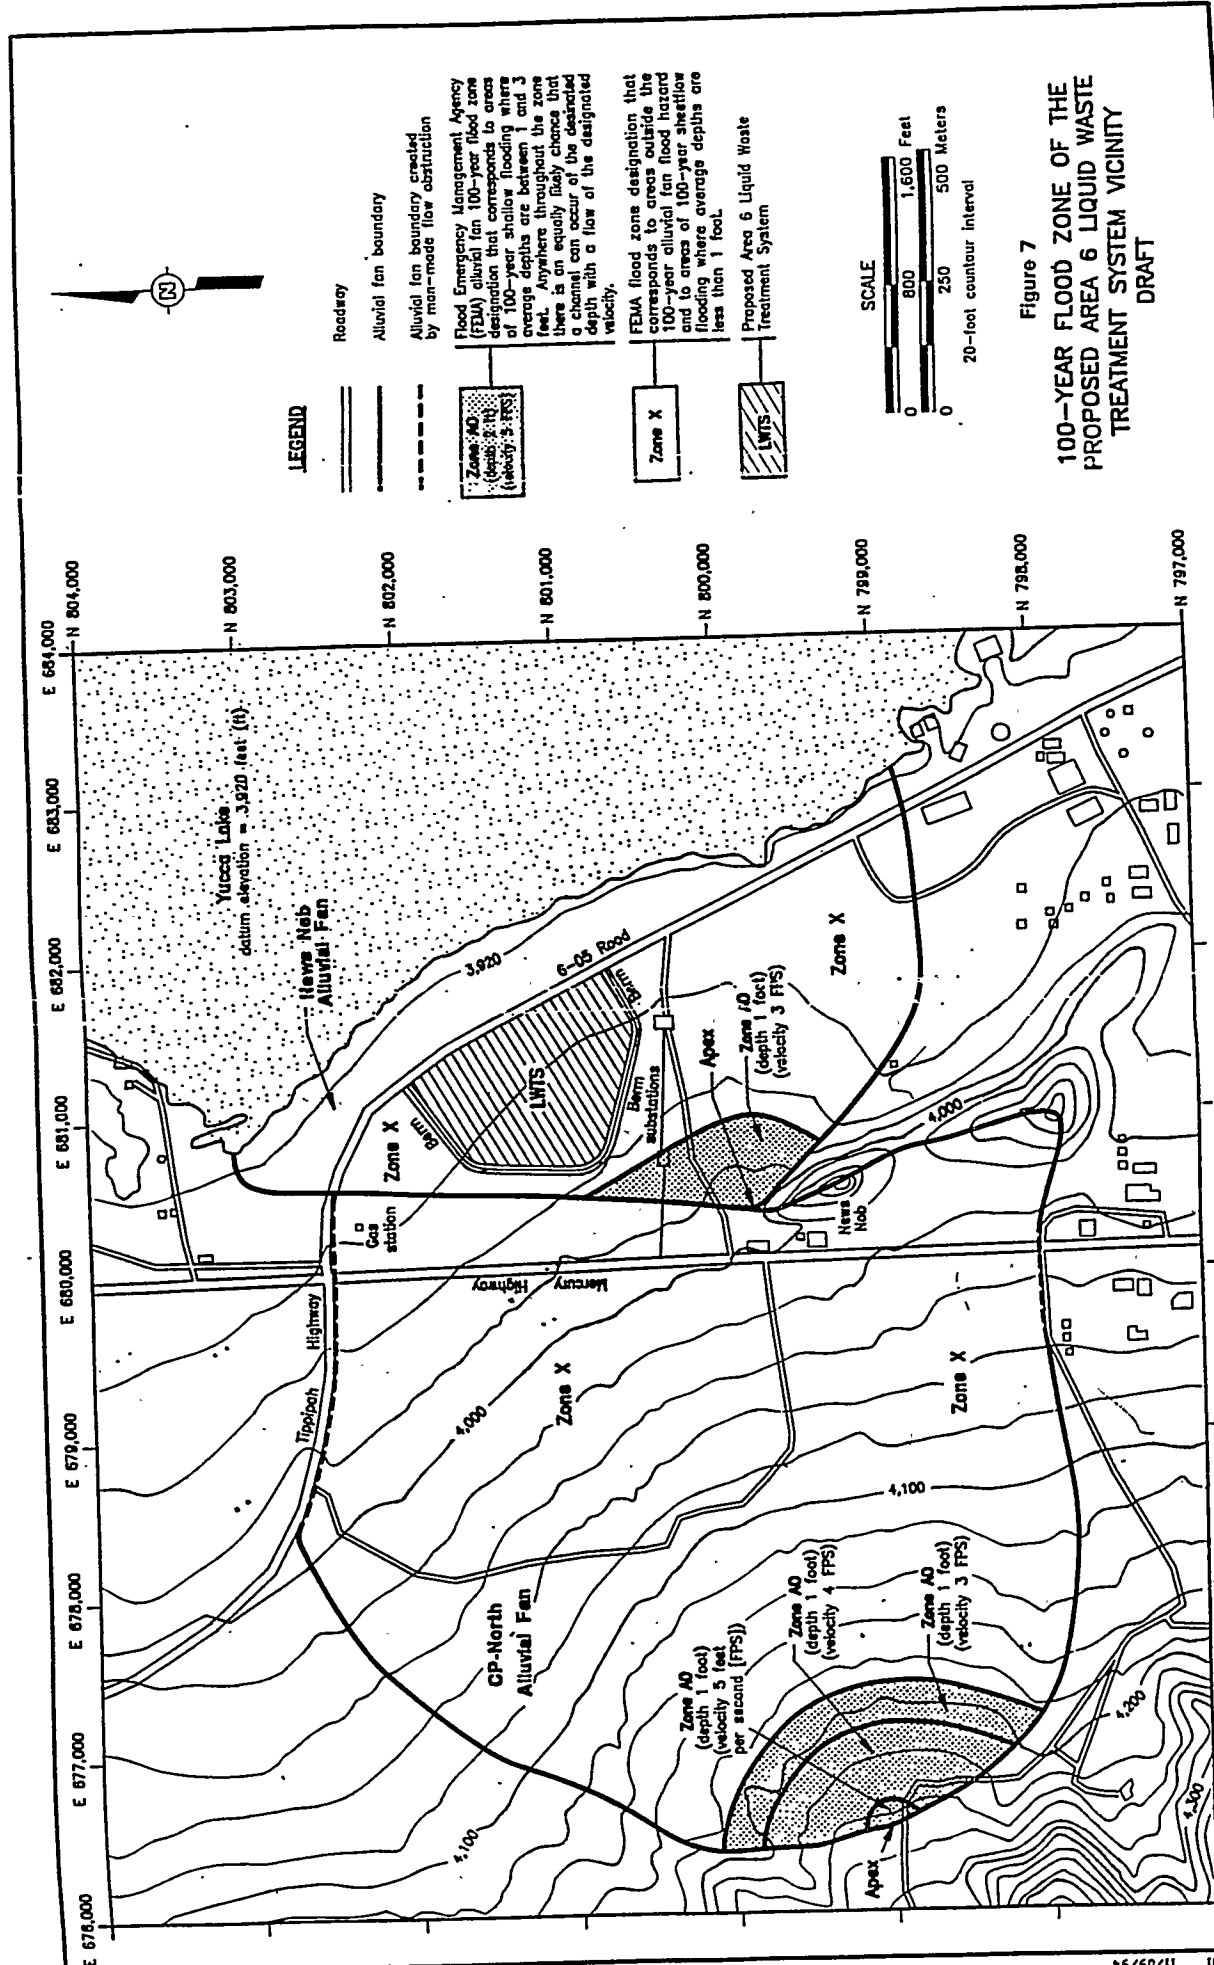 E 676,000
E 677,000
E 678,000
E 679,000
E 680,000
E 681,000
E 682,000
E 683,000
E 684,000
N 804,000
N 803,000
N 802,000
N 801,000
N 800,000
N 799,000
N 798,000
N 797,000
Yucca Lake
datum elevation = 3,920 feet (ft)
News Nob
Alluvial Fan
3,920
6-05 Road
Berm
LWTS
Berm
Berm
substations
Zone X
Gas
station
Apex
Zone AO
(depth 1 foot)
(velocity 3 FPS)
Zone X
4,000
News
Nob
Mercury
Highway
Tippipah
Highway
4,000
Zone X
Zone X
4,100
CP-North
Alluvial Fan
Zone AO
(depth 1 foot)
(velocity 5 feet
per second [FPS])
Zone AO
(depth 1 foot)
(velocity 4 FPS)
Zone AO
(depth 1 foot)
(velocity 3 FPS)
4,100
Apex
4,200
4,300
N
LEGEND
Roadway
Alluvial fan boundary
Alluvial fan boundary created
by man-made flow obstruction
Zone AO
(depth 2 ft)
(velocity 5 FPS)
Flood Emergency Management Agency
(FEMA) alluvial fan 100-year flood zone
designation that corresponds to areas
of 100-year shallow flooding where
average depths are between 1 and 3
feet. Anywhere throughout the zone
there is an equally likely chance that
a channel can occur of the desinated
depth with a flow of the designated
velocity.
Zone X
FEMA flood zone designation that
corresponds to areas outside the
100-year alluvial fan flood hazard
and to areas of 100-year sheetflow
flooding where average depths are
less than 1 foot.
LWTS
Proposed Area 6 Liquid Waste
Treatment System
SCALE
0 800 1,600 Feet
0 250 500 Meters
20-foot countour interval
Figure 7
100-YEAR FLOOD ZONE OF THE
PROPOSED AREA 6 LIQUID WASTE
TREATMENT SYSTEM VICINITY
DRAFT